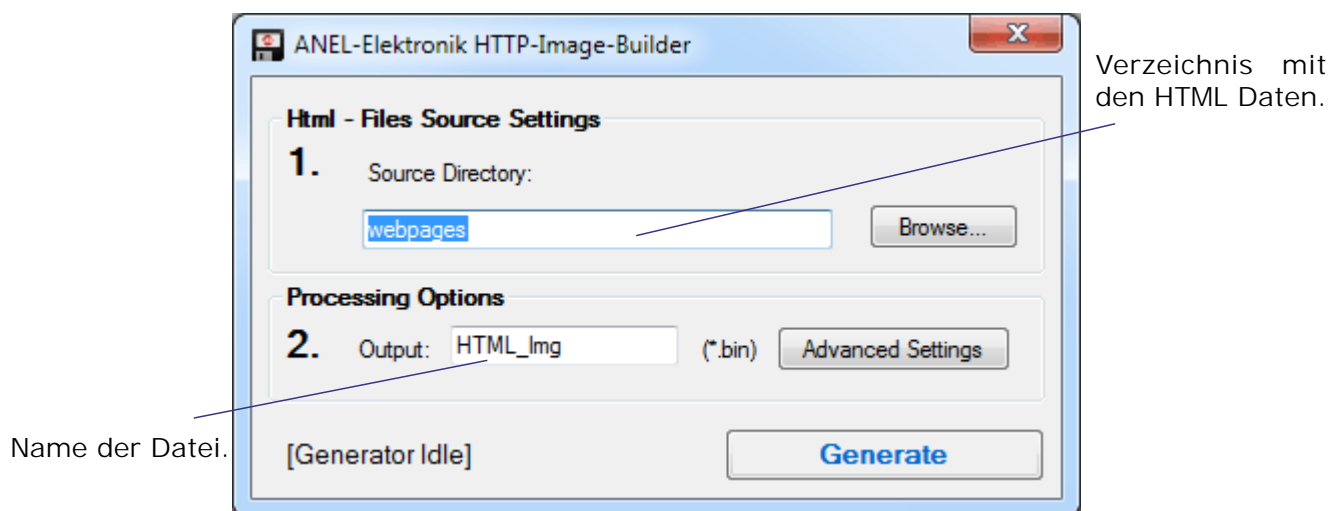 ANEL-Elektronik HTTP-Image-Builder
Verzeichnis mit
den HTML Daten.
Html - Files Source Settings
1.
Source Directory:
webpages
Browse...
Processing Options
2.
Output:
HTML_Img
(*.bin)
Advanced Settings
Name der Datei.
[Generator Idle]
Generate